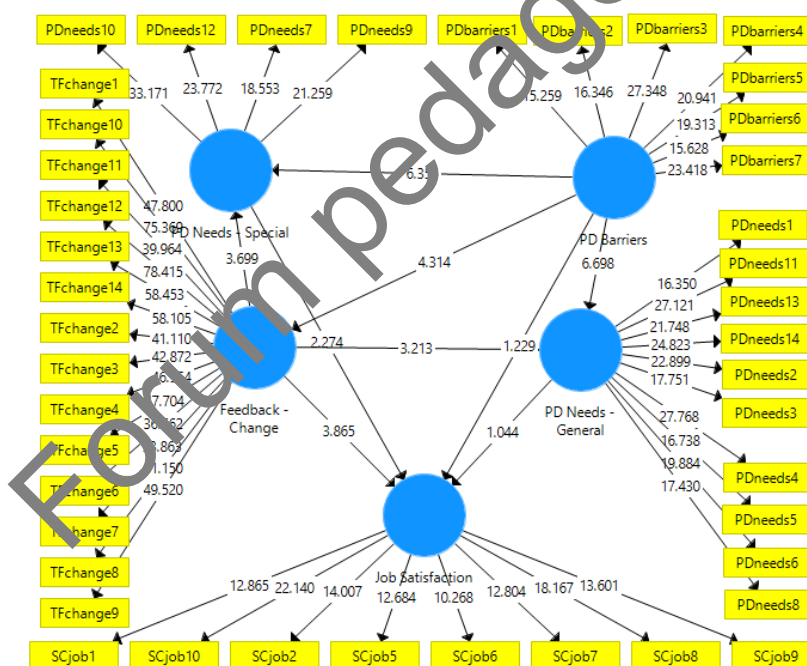 PDneeds10 PDneeds12 PDneeds7 PDneeds9 PDbarriers1 PDbarriers2 PDbarriers3 PDbarriers4
TFchange1 33.171 23.772 18.553 21.259 15.259 16.346 27.348 20.941 PDbarriers5
TFchange10 19.313 PDbarriers6
TFchange11 15.628
23.418 PDbarriers7
6.35
TFchange12 47.800
75.369 PD Needs - Special PD Barriers PDneeds1
TFchange13 39.964 3.699 4.314 6.698 PDneeds11
78.415 16.350
TFchange14 58.453 27.121 PDneeds13
58.105 21.748
TFchange2 41.110 2.274 3.213 1.229 24.823 PDneeds14
TFchange3 42.872 22.899 PDneeds2
17.751
TFchange4 7.704 Feedback - Change PD Needs - General PDneeds3
27.768
TFchange5 3.865 1.044 16.738
1.150 19.884 PDneeds4
TFchange6 49.520 17.430 PDneeds5
TFchange7 PDneeds6
TFchange8 Job Satisfaction PDneeds8
TFchange9 12.865 22.140 14.007 12.684 10.268 12.804 18.167 13.601
SCjob1 SCjob10 SCjob2 SCjob5 SCjob6 SCjob7 SCjob8 SCjob9
Forum pedago